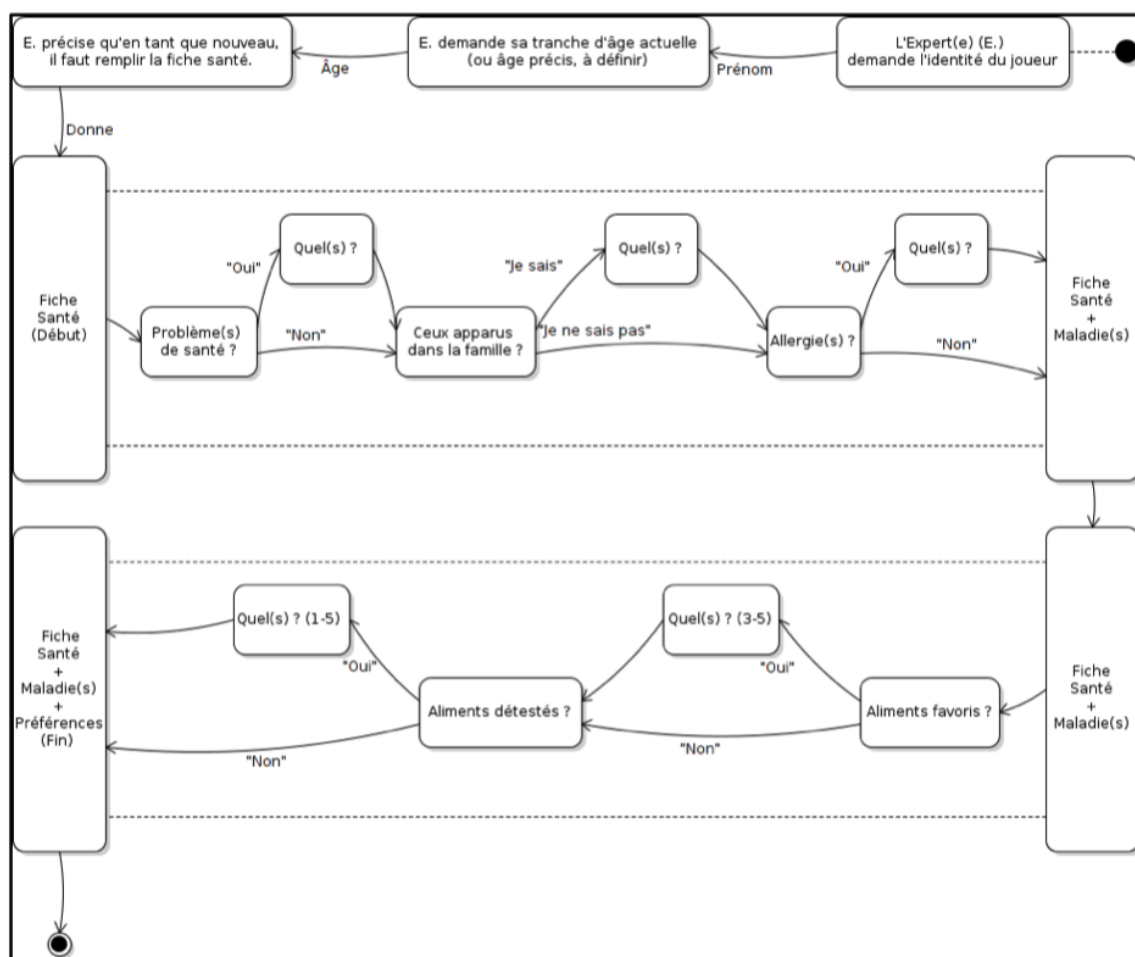 E. précise qu'en tant que nouveau,
il faut remplir la fiche santé.
Âge
E. demande sa tranche d'âge actuelle
(ou âge précis, à définir)
Prénom
L'Expert(e) (E.)
demande l'identité du joueur
Donne
Fiche
Santé
(Début)
Problème(s)
de santé ?
"Oui"
Quel(s) ?
"Non"
Ceux apparus
dans la famille ?
"Je sais"
Quel(s) ?
"Je ne sais pas"
Allergie(s) ?
"Oui"
Quel(s) ?
"Non"
Fiche
Santé
+
Maladie(s)
Fiche
Santé
+
Maladie(s)
Aliments favoris ?
"Oui"
Quel(s) ? (3-5)
"Non"
Aliments détestés ?
"Oui"
Quel(s) ? (1-5)
"Non"
Fiche
Santé
+
Maladie(s)
+
Préférences
(Fin)